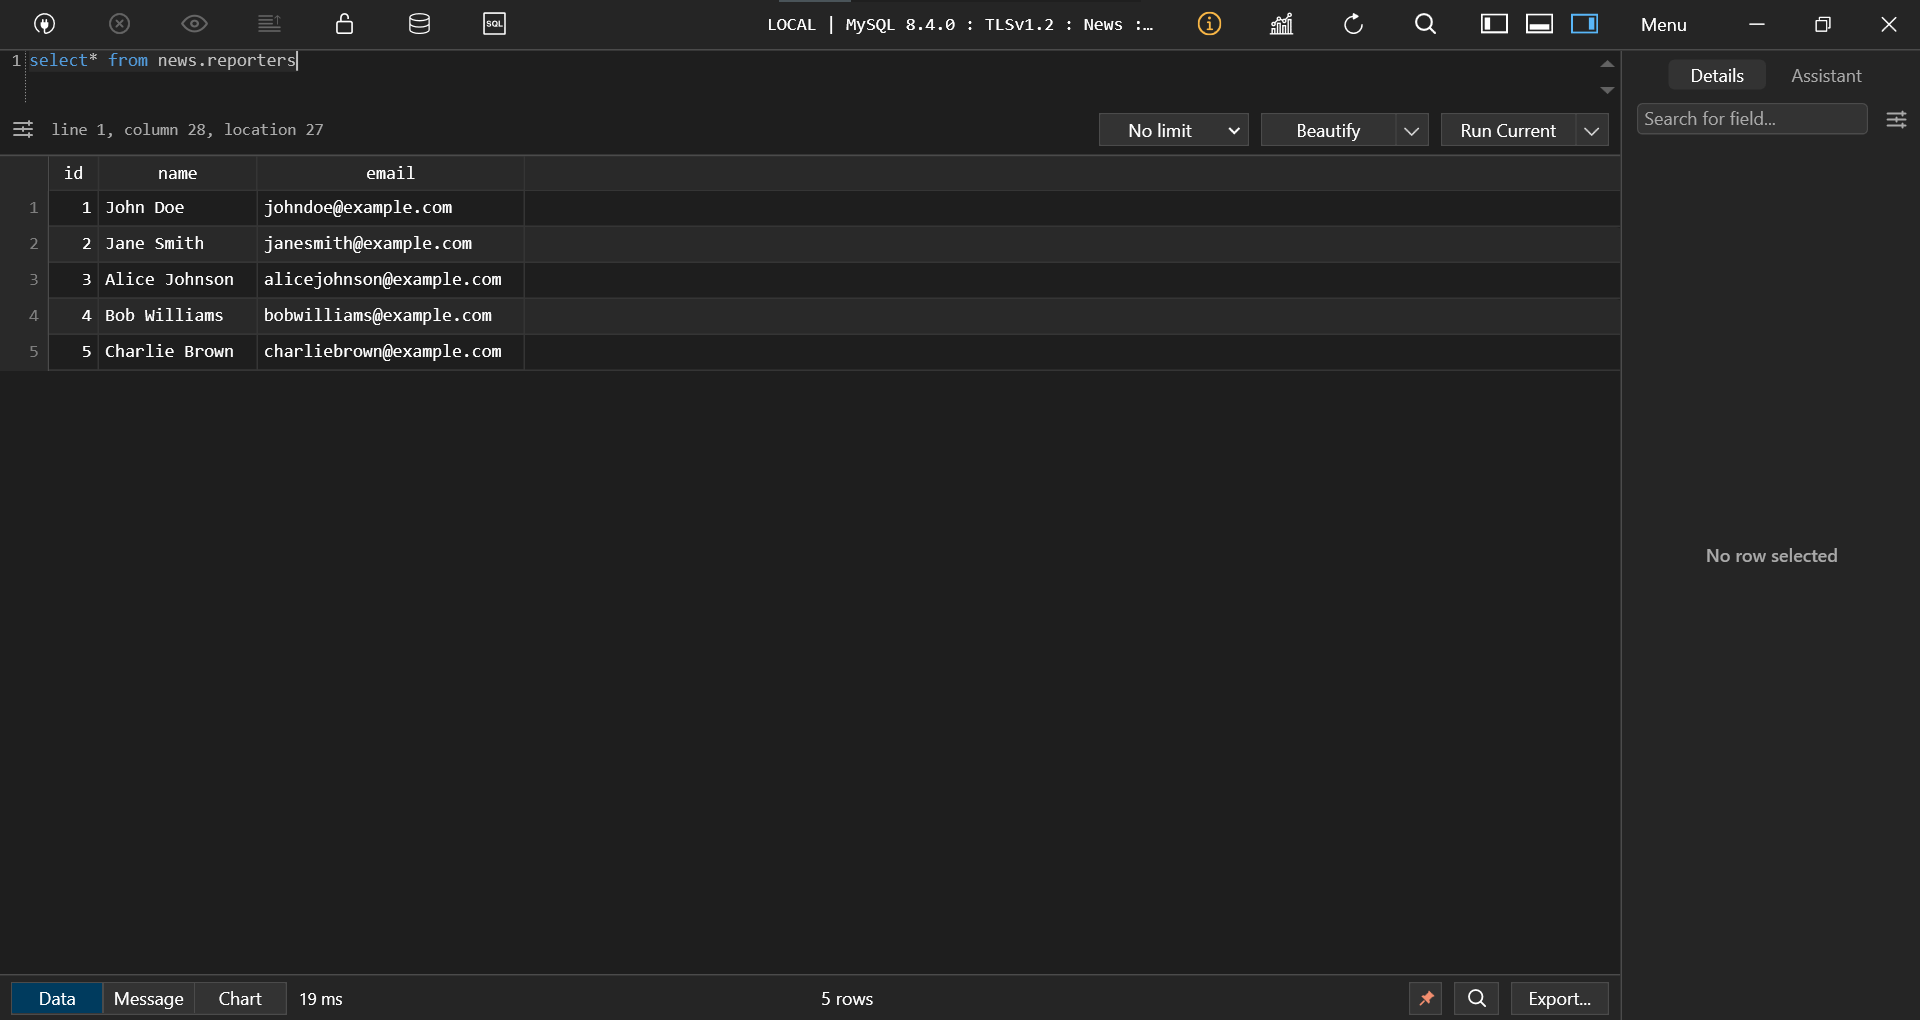 SQL
LOCAL | MySQL 8.4.0 : TLSv1.2 : News :...
Menu
1 select* from news.reporters
line 1, column 28, location 27
No limit
Beautify
Run Current
Details
Assistant
Search for field...
id name email
1 1 John Doe johndoe@example.com
2 2 Jane Smith janesmith@example.com
3 3 Alice Johnson alicejohnson@example.com
4 4 Bob Williams bobwilliams@example.com
5 5 Charlie Brown charliebrown@example.com
No row selected
Data Message Chart 19 ms 5 rows Export...